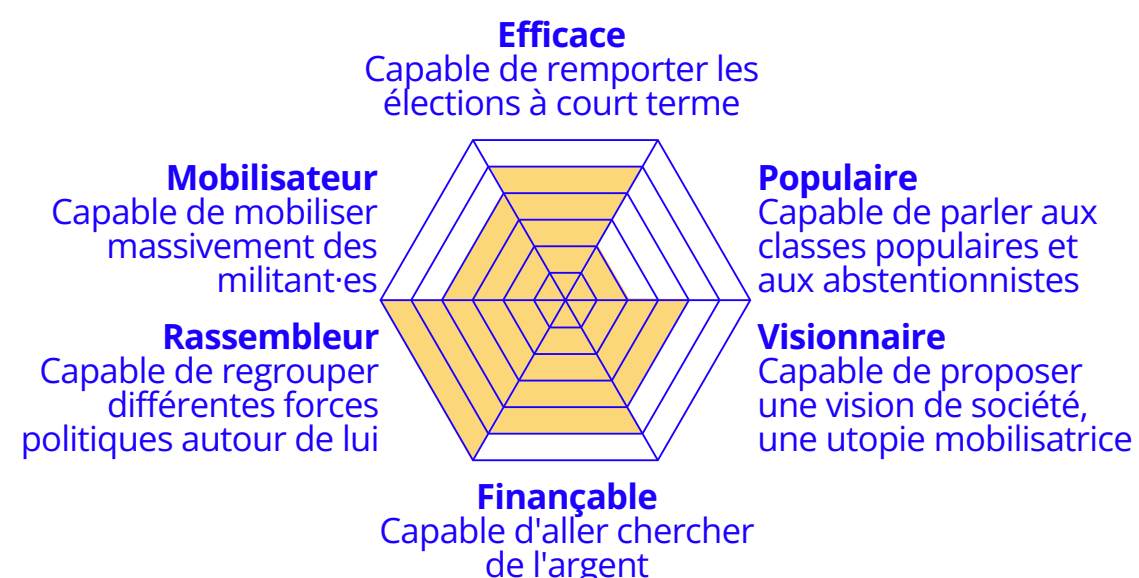 Efficace
Capable de remporter les
élections à court terme
Mobilisateur
Capable de mobiliser
massivement des
militant·es
Populaire
Capable de parler aux
classes populaires et
aux abstentionnistes
Rassembleur
Capable de regrouper
différentes forces
politiques autour de lui
Visionnaire
Capable de proposer
une vision de société,
une utopie mobilisatrice
Finançable
Capable d'aller chercher
de l'argent